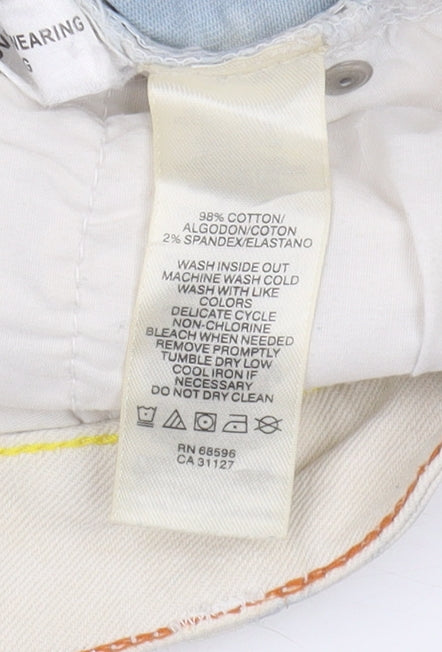 WEARING
S
98% COTTON/
ALGODON/COTON
2% SPANDEX/ELASTANO
WASH INSIDE OUT
MACHINE WASH COLD
WASH WITH LIKE
COLORS
DELICATE CYCLE
NON-CHLORINE
BLEACH WHEN NEEDED
REMOVE PROMPTLY
TUMBLE DRY LOW
COOL IRON IF
NECESSARY
DO NOT DRY CLEAN
RN 68596
CA 31127